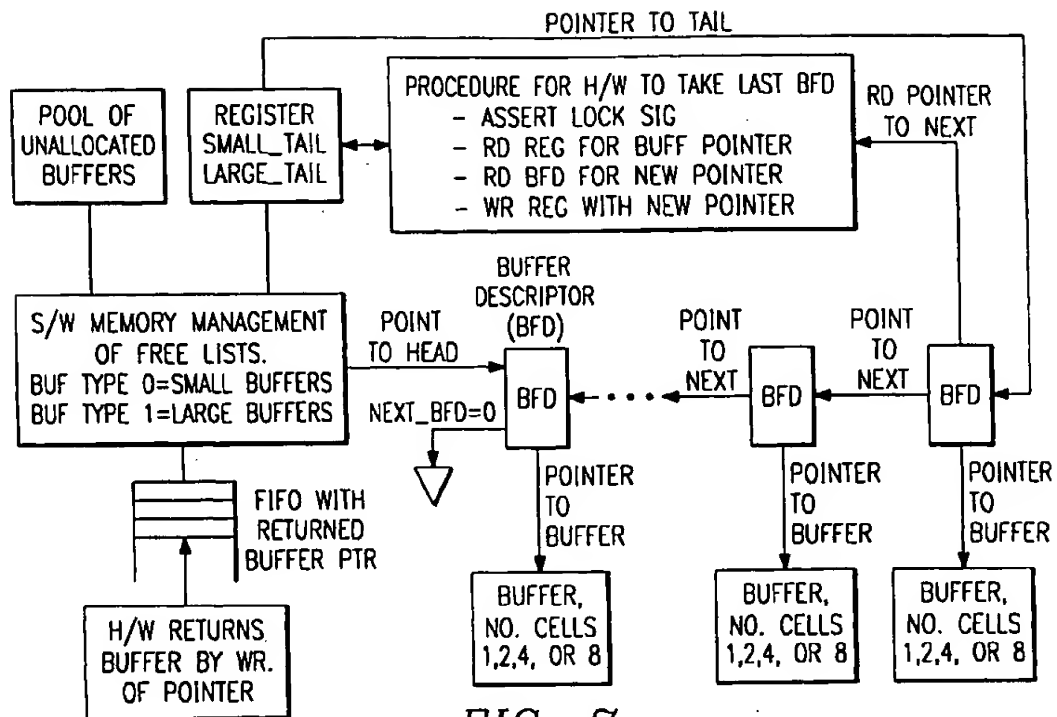 POINTER TO TAIL
POOL OF
UNALLOCATED
BUFFERS
REGISTER
SMALL_TAIL
LARGE_TAIL
PROCEDURE FOR H/W TO TAKE LAST BFD
- ASSERT LOCK SIG
- RD REG FOR BUFF POINTER
- RD BFD FOR NEW POINTER
- WR REG WITH NEW POINTER
RD POINTER
TO NEXT
S/W MEMORY MANAGEMENT
OF FREE LISTS.
BUF TYPE 0=SMALL BUFFERS
BUF TYPE 1=LARGE BUFFERS
POINT
TO HEAD
BUFFER
DESCRIPTOR
(BFD)
BFD
NEXT_BFD=0
POINT
TO
NEXT
BFD
POINT
TO
NEXT
BFD
POINTER
TO
BUFFER
POINTER
TO
BUFFER
POINTER
TO
BUFFER
FIFO WITH
RETURNED
BUFFER PTR
H/W RETURNS
BUFFER BY WR.
OF POINTER
BUFFER,
NO. CELLS
1,2,4, OR 8
BUFFER,
NO. CELLS
1,2,4, OR 8
BUFFER,
NO. CELLS
1,2,4, OR 8